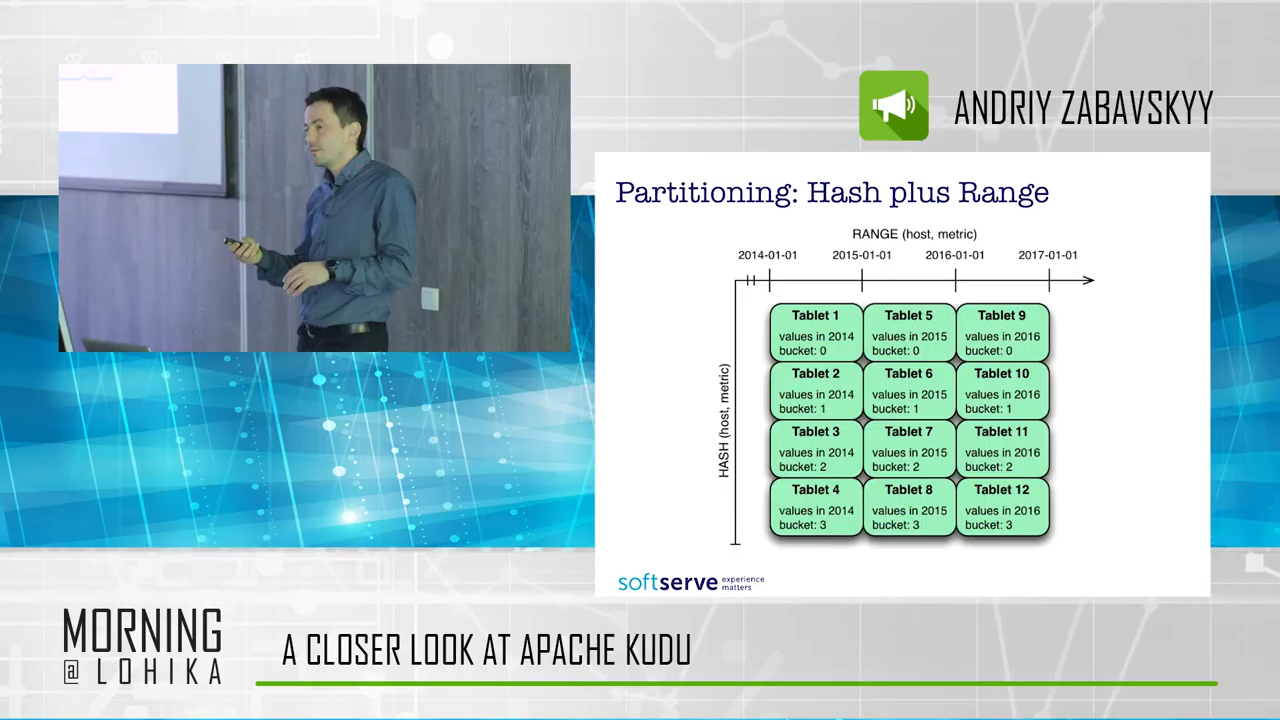 ANDRIY ZABAVSKYY
Partitioning: Hash plus Range
RANGE (host, metric)
2014-01-01 2015-01-01 2016-01-01 2017-01-01
HASH (host, metric)
Tablet 1
values in 2014
bucket: 0
Tablet 5
values in 2015
bucket: 0
Tablet 9
values in 2016
bucket: 0
Tablet 2
values in 2014
bucket: 1
Tablet 6
values in 2015
bucket: 1
Tablet 10
values in 2016
bucket: 1
Tablet 3
values in 2014
bucket: 2
Tablet 7
values in 2015
bucket: 2
Tablet 11
values in 2016
bucket: 2
Tablet 4
values in 2014
bucket: 3
Tablet 8
values in 2015
bucket: 3
Tablet 12
values in 2016
bucket: 3
softserve experience
matters
MORNING
@ LOHIKA
A CLOSER LOOK AT APACHE KUDU